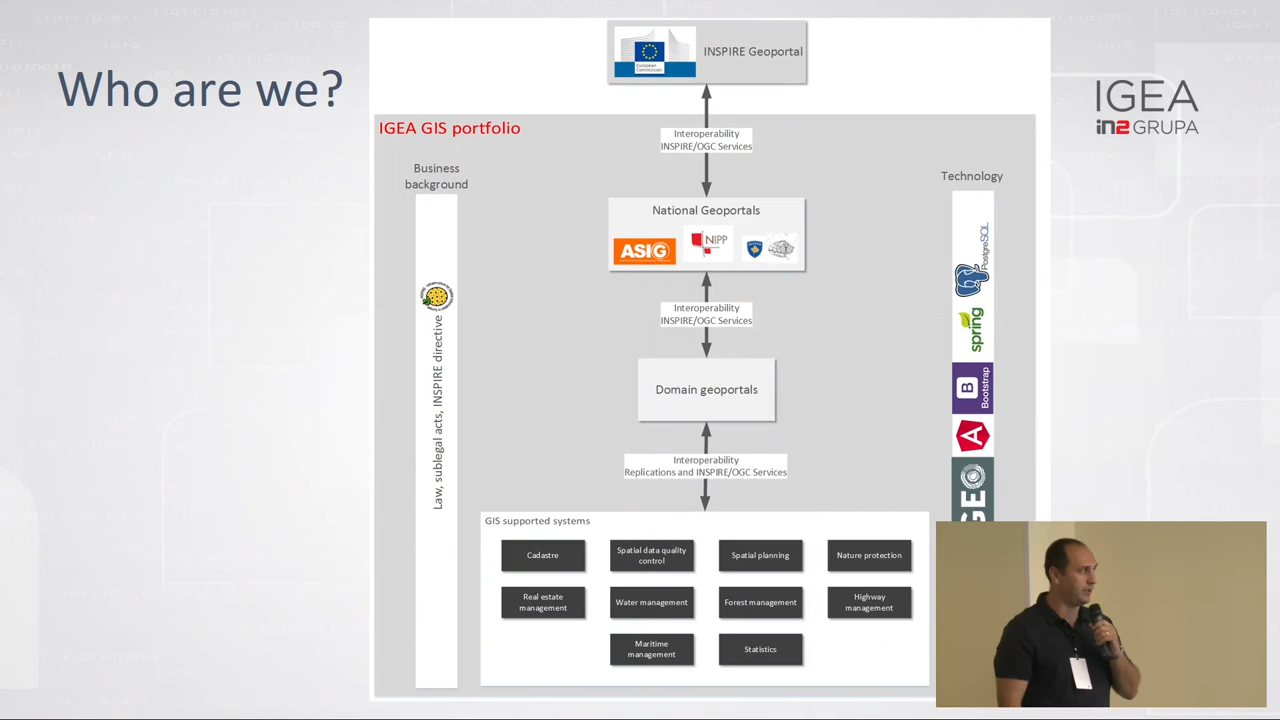 Who are we?
European
Commission
INSPIRE Geoportal
IGEA
in2 GRUPA
IGEA GIS portfolio
Interoperability
INSPIRE/OGC Services
Business
background
Technology
National Geoportals
ASIG
NIPP
Interoperability
INSPIRE/OGC Services
PostgreSQL
spring
Law, sublegal acts, INSPIRE directive
Domain geoportals
B
Bootstrap
A
Interoperability
Replications and INSPIRE/OGC Services
GEO
GIS supported systems
Cadastre
Spatial data quality
control
Spatial planning
Nature protection
Real estate
management
Water management
Forest management
Highway
management
Maritime
management
Statistics